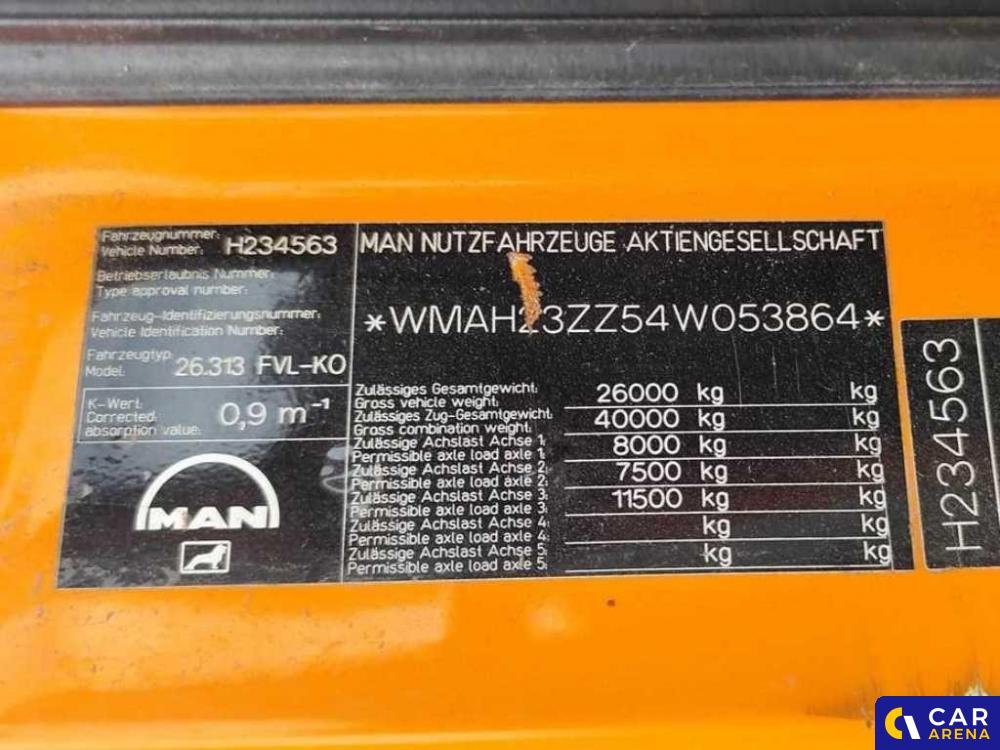 Fahrzeugnummer:
Vehicle Number: H234563
Betriebserlaubnis Nummer:
Type approval number:
Fahrzeug-Identifizierungsnummer:
Vehicle Identification Number:
Fahrzeugtyp:
Model: 26.313 FVL-KO
K-Wert:
Corrected
absorption value: 0,9 m⁻¹
MAN
MAN NUTZFAHRZEUGE AKTIENGESELLSCHAFT
*WMAH23ZZ54W053864*
Zulässiges Gesamtgewicht:
Gross vehicle weight: 26000 kg kg
Zulässiges Zug-Gesamtgewicht:
Gross combination weight: 40000 kg kg
Zulässige Achslast Achse 1:
Permissible axle load axle 1: 8000 kg kg
Zulässige Achslast Achse 2:
Permissible axle load axle 2: 7500 kg kg
Zulässige Achslast Achse 3:
Permissible axle load axle 3: 11500 kg kg
Zulässige Achslast Achse 4:
Permissible axle load axle 4: kg kg
Zulässige Achslast Achse 5:
Permissible axle load axle 5: kg kg
H234563
CAR
ARENA